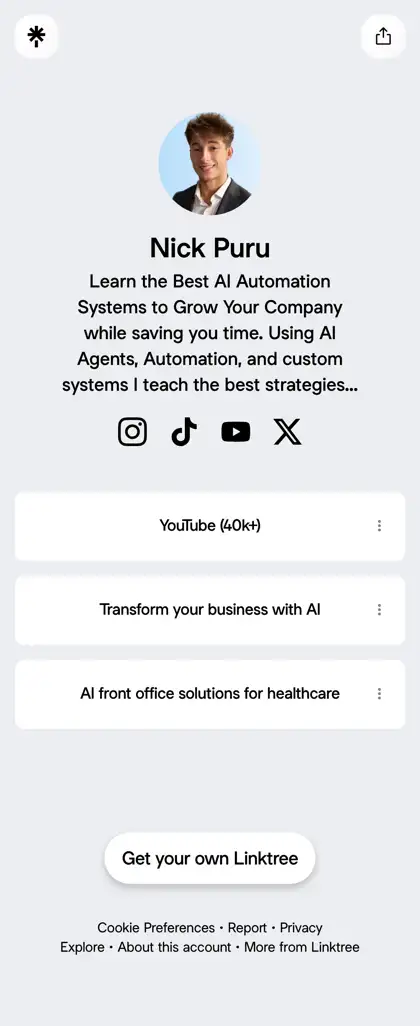 Nick Puru
Learn the Best AI Automation
Systems to Grow Your Company
while saving you time. Using AI
Agents, Automation, and custom
systems I teach the best strategies...
YouTube (40k+)
Transform your business with AI
AI front office solutions for healthcare
Get your own Linktree
Cookie Preferences • Report • Privacy
Explore • About this account • More from Linktree